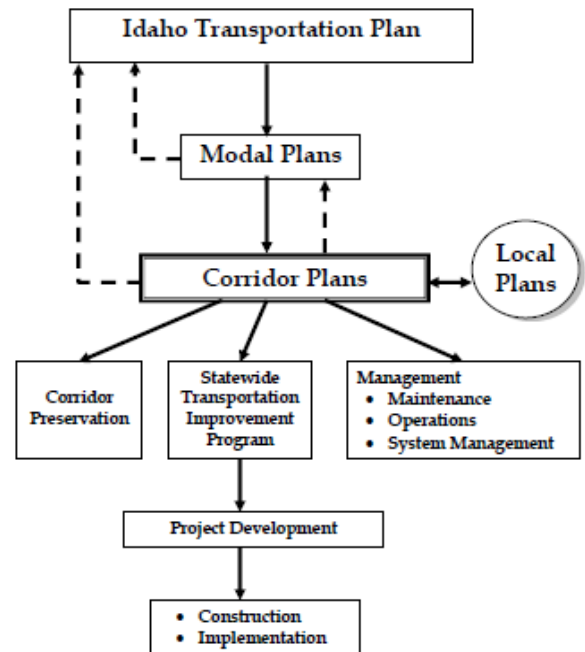 Idaho Transportation Plan
Modal Plans
Corridor Plans
Local
Plans
Corridor
Preservation
Statewide
Transportation
Improvement
Program
Management
• Maintenance
• Operations
• System Management
Project Development
• Construction
• Implementation